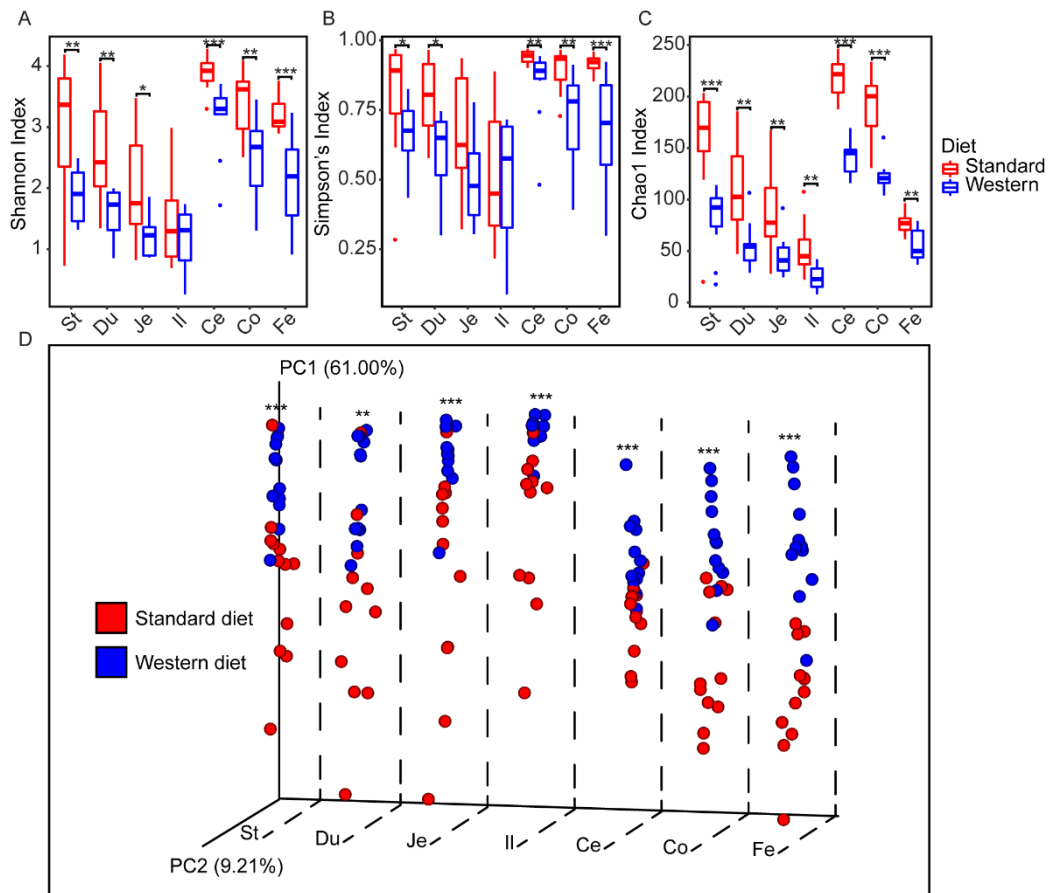 A
Shannon Index
4
3
2
1
** ** * *** ** ***
St Du Je Il Ce Co Fe
B
Simpson's Index
1.00
0.75
0.50
0.25
* * ** ** ***
St Du Je Il Ce Co Fe
C
Chao1 Index
250
200
150
100
50
0
*** ** ** ** *** *** **
St Du Je Il Ce Co Fe
Diet
Standard
Western
D
PC1 (61.00%)
*** ** *** *** *** *** ***
Standard diet
Western diet
St Du Je Il Ce Co Fe
PC2 (9.21%)